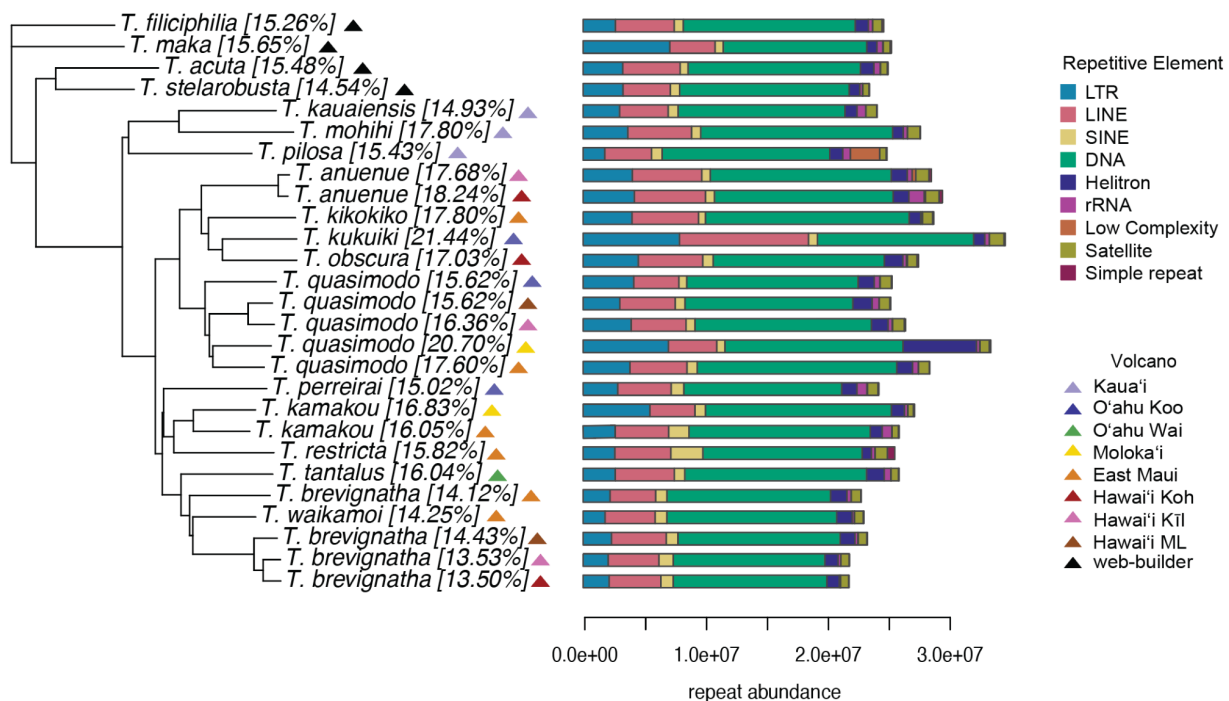 T. filiciphilia [15.26%]
T. maka [15.65%]
T. acuta [15.48%]
T. stelarobusta [14.54%]
T. kauaiensis [14.93%]
T. mohihi [17.80%]
T. pilosa [15.43%]
T. anuenue [17.68%]
T. anuenue [18.24%]
T. kikokiko [17.80%]
T. kukuiki [21.44%]
T. obscura [17.03%]
T. quasimodo [15.62%]
T. quasimodo [15.62%]
T. quasimodo [16.36%]
T. quasimodo [20.70%]
T. quasimodo [17.60%]
T. perreirai [15.02%]
T. kamakou [16.83%]
T. kamakou [16.05%]
T. restricta [15.82%]
T. tantalus [16.04%]
T. brevignatha [14.12%]
T. waikamoi [14.25%]
T. brevignatha [14.43%]
T. brevignatha [13.53%]
T. brevignatha [13.50%]
0.0e+00 1.0e+07 2.0e+07 3.0e+07
repeat abundance
Repetitive Element
LTR
LINE
SINE
DNA
Helitron
rRNA
Low Complexity
Satellite
Simple repeat
Volcano
Kauaʻi
Oʻahu Koo
Oʻahu Wai
Molokaʻi
East Maui
Hawaiʻi Koh
Hawaiʻi Kīl
Hawaiʻi ML
web-builder